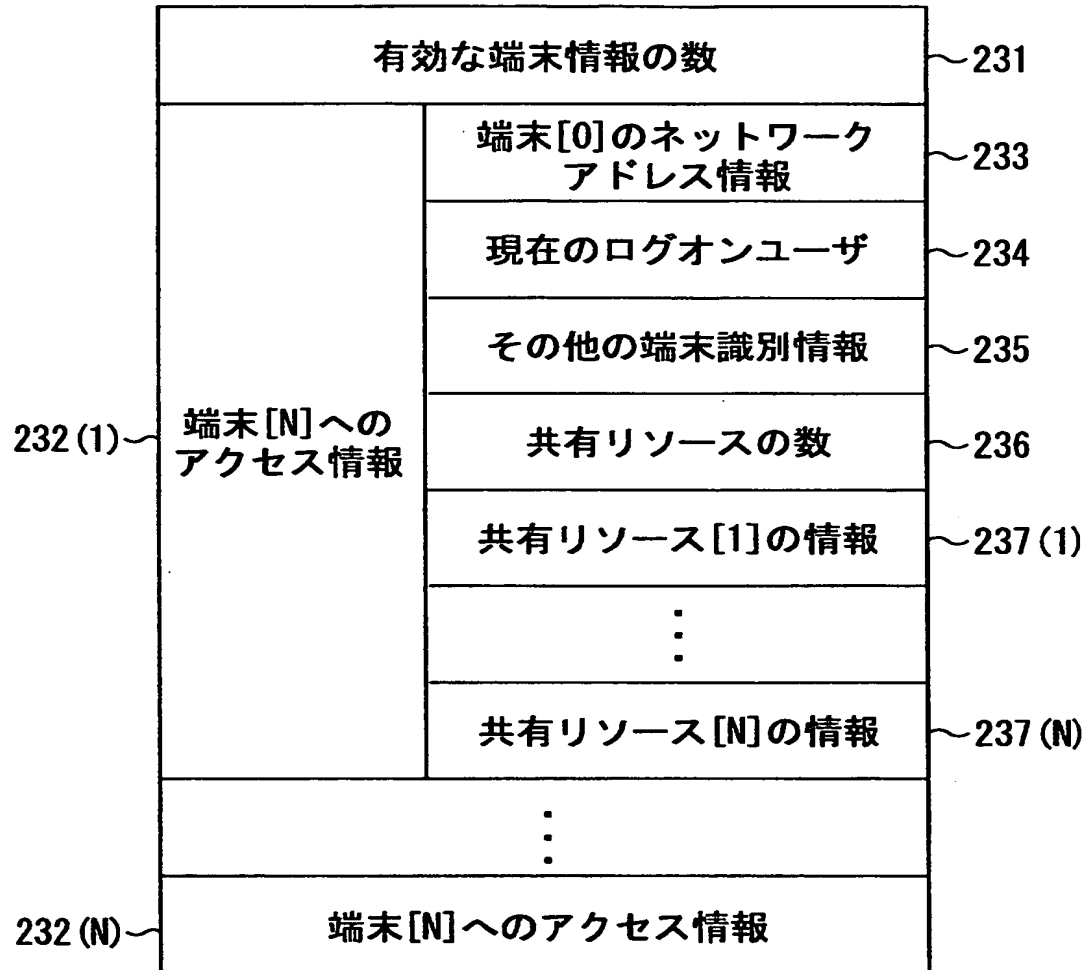 有効な端末情報の数
231
端末[0]のネットワーク
アドレス情報
233
現在のログオンユーザ
234
その他の端末識別情報
235
232(1)
端末[N]への
アクセス情報
共有リソースの数
236
共有リソース[1]の情報
237(1)
共有リソース[N]の情報
237(N)
232(N)
端末[N]へのアクセス情報